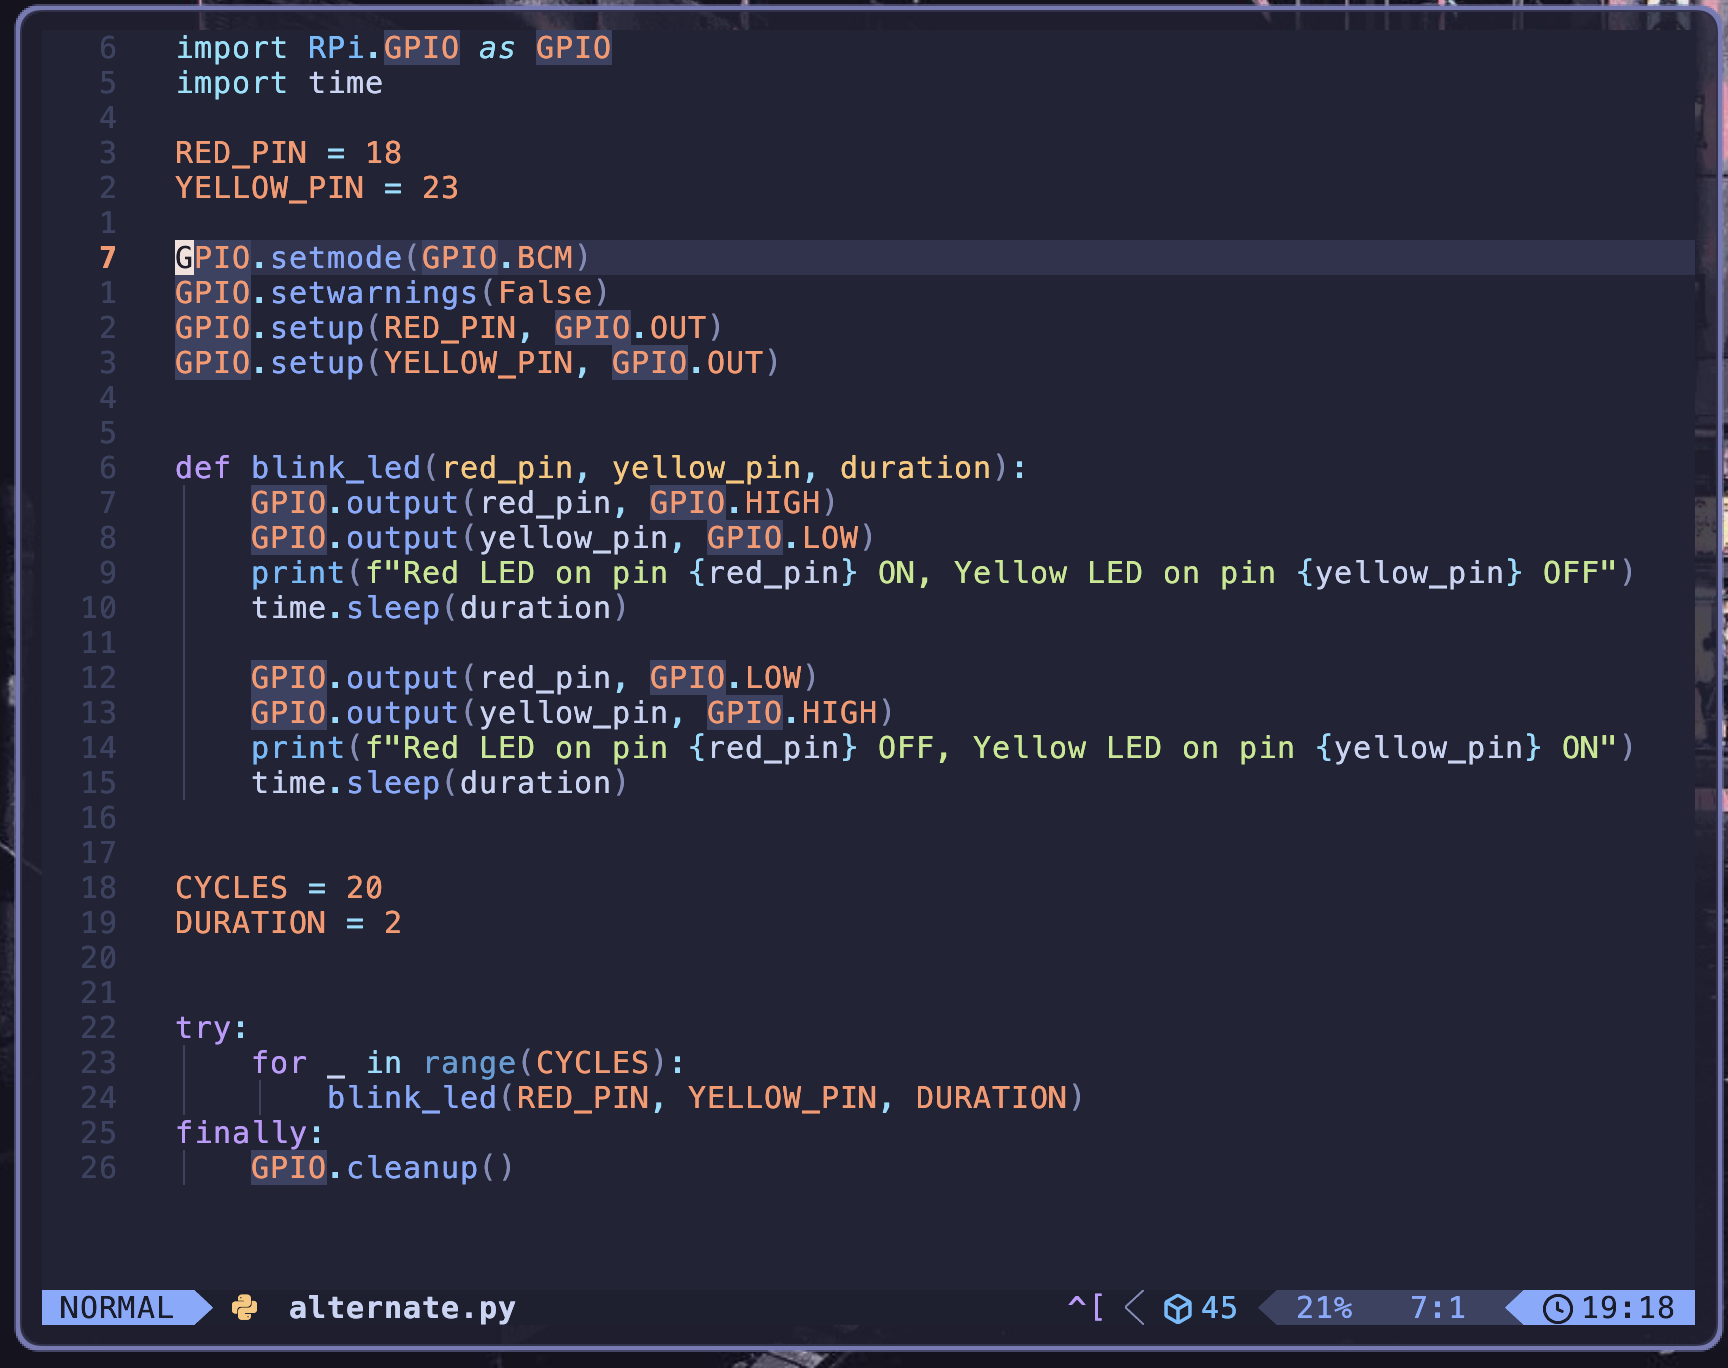 6 import RPi.GPIO as GPIO
5 import time
4
3 RED_PIN = 18
2 YELLOW_PIN = 23
1
7 GPIO.setmode(GPIO.BCM)
1 GPIO.setwarnings(False)
2 GPIO.setup(RED_PIN, GPIO.OUT)
3 GPIO.setup(YELLOW_PIN, GPIO.OUT)
4
5
6 def blink_led(red_pin, yellow_pin, duration):
7     GPIO.output(red_pin, GPIO.HIGH)
8     GPIO.output(yellow_pin, GPIO.LOW)
9     print(f"Red LED on pin {red_pin} ON, Yellow LED on pin {yellow_pin} OFF")
10     time.sleep(duration)
11
12     GPIO.output(red_pin, GPIO.LOW)
13     GPIO.output(yellow_pin, GPIO.HIGH)
14     print(f"Red LED on pin {red_pin} OFF, Yellow LED on pin {yellow_pin} ON")
15     time.sleep(duration)
16
17
18 CYCLES = 20
19 DURATION = 2
20
21
22 try:
23     for _ in range(CYCLES):
24         blink_led(RED_PIN, YELLOW_PIN, DURATION)
25 finally:
26     GPIO.cleanup()
NORMAL alternate.py ^[ 45 21% 7:1 19:18